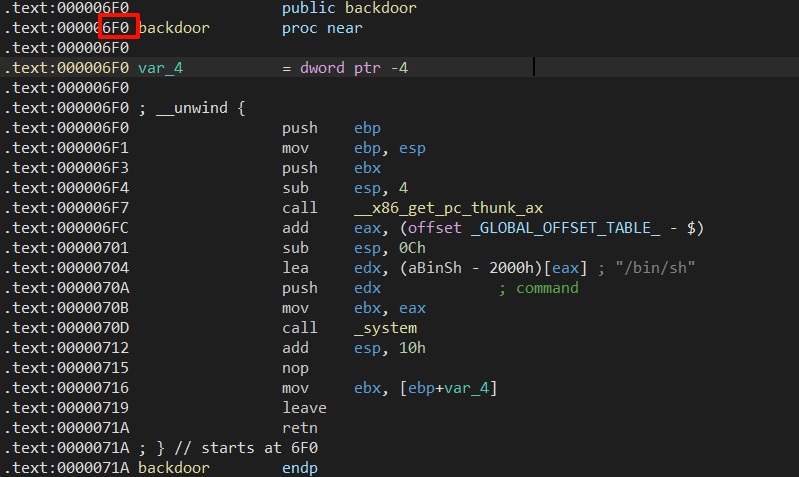 .text:000006F0 public backdoor
.text:000006F0 backdoor proc near
.text:000006F0
.text:000006F0 var_4 = dword ptr -4
.text:000006F0
.text:000006F0 ; __unwind {
.text:000006F0 push ebp
.text:000006F1 mov ebp, esp
.text:000006F3 push ebx
.text:000006F4 sub esp, 4
.text:000006F7 call __x86_get_pc_thunk_ax
.text:000006FC add eax, (offset _GLOBAL_OFFSET_TABLE_ - $)
.text:00000701 sub esp, 0Ch
.text:00000704 lea edx, (aBinSh - 2000h)[eax] ; "/bin/sh"
.text:0000070A push edx ; command
.text:0000070B mov ebx, eax
.text:0000070D call _system
.text:00000712 add esp, 10h
.text:00000715 nop
.text:00000716 mov ebx, [ebp+var_4]
.text:00000719 leave
.text:0000071A retn
.text:0000071A ; } // starts at 6F0
.text:0000071A backdoor endp